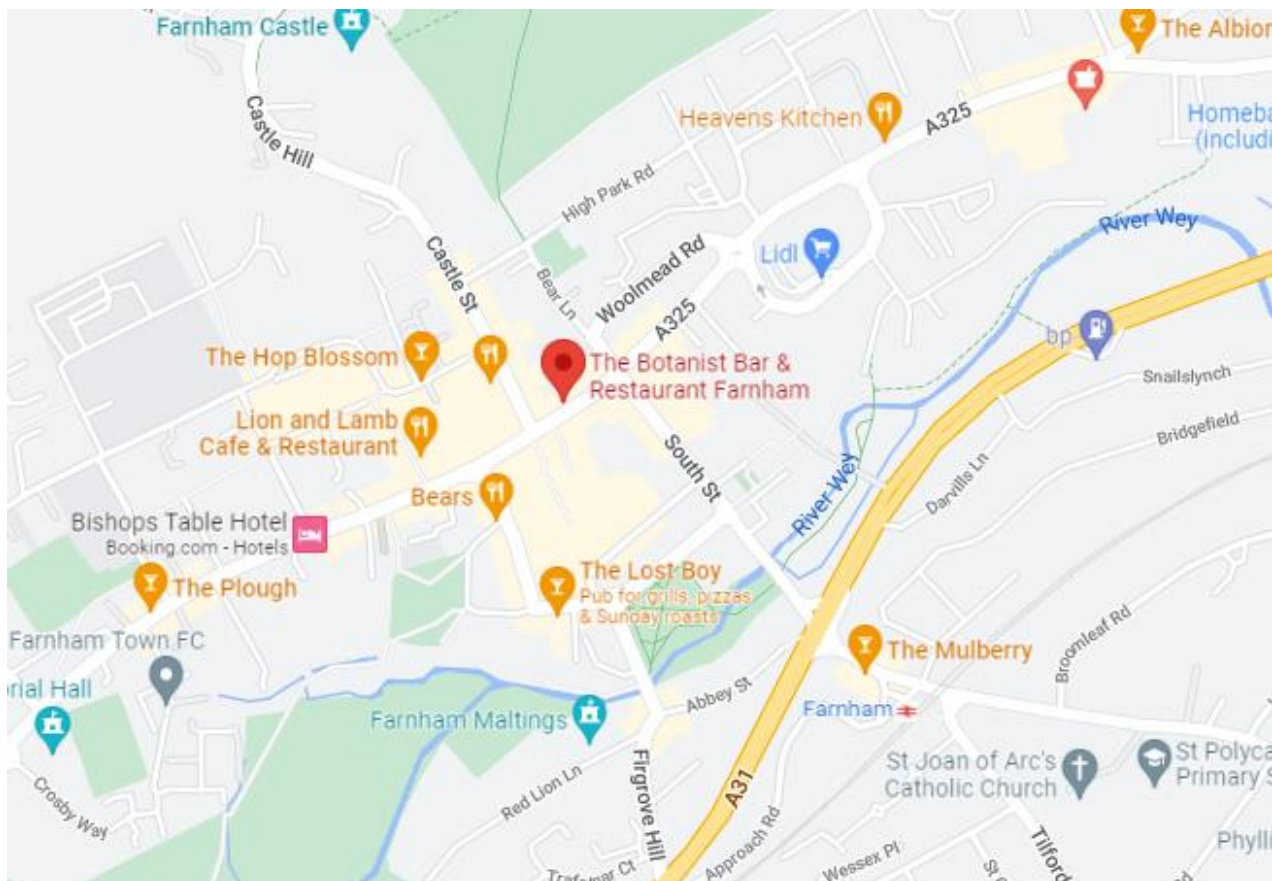 Farnham Castle
The Albion
Heavens Kitchen
A325
Homeba
(includi
Castle Hill
High Park Rd
River Wey
Castle St
Bear Ln
Woolmead Rd
Lidl
A325
bp
The Hop Blossom
The Botanist Bar &
Restaurant Farnham
Snailslynch
Lion and Lamb
Cafe & Restaurant
Bridgefield
South St
River Wey
Darvills Ln
Bears
Bishops Table Hotel
Booking.com - Hotels
The Plough
The Lost Boy
Pub for grills, pizzas
& Sunday roasts
Farnham Town FC
The Mulberry
Broomleaf Rd
rial Hall
Abbey St
Farnham
Farnham Maltings
St Joan of Arc's
Catholic Church
St Polyca
Primary S
Crosby Way
Red Lion Ln
Firgrove Hill
A31
Approach Rd
Tilford
Phylli
Wessex Pl